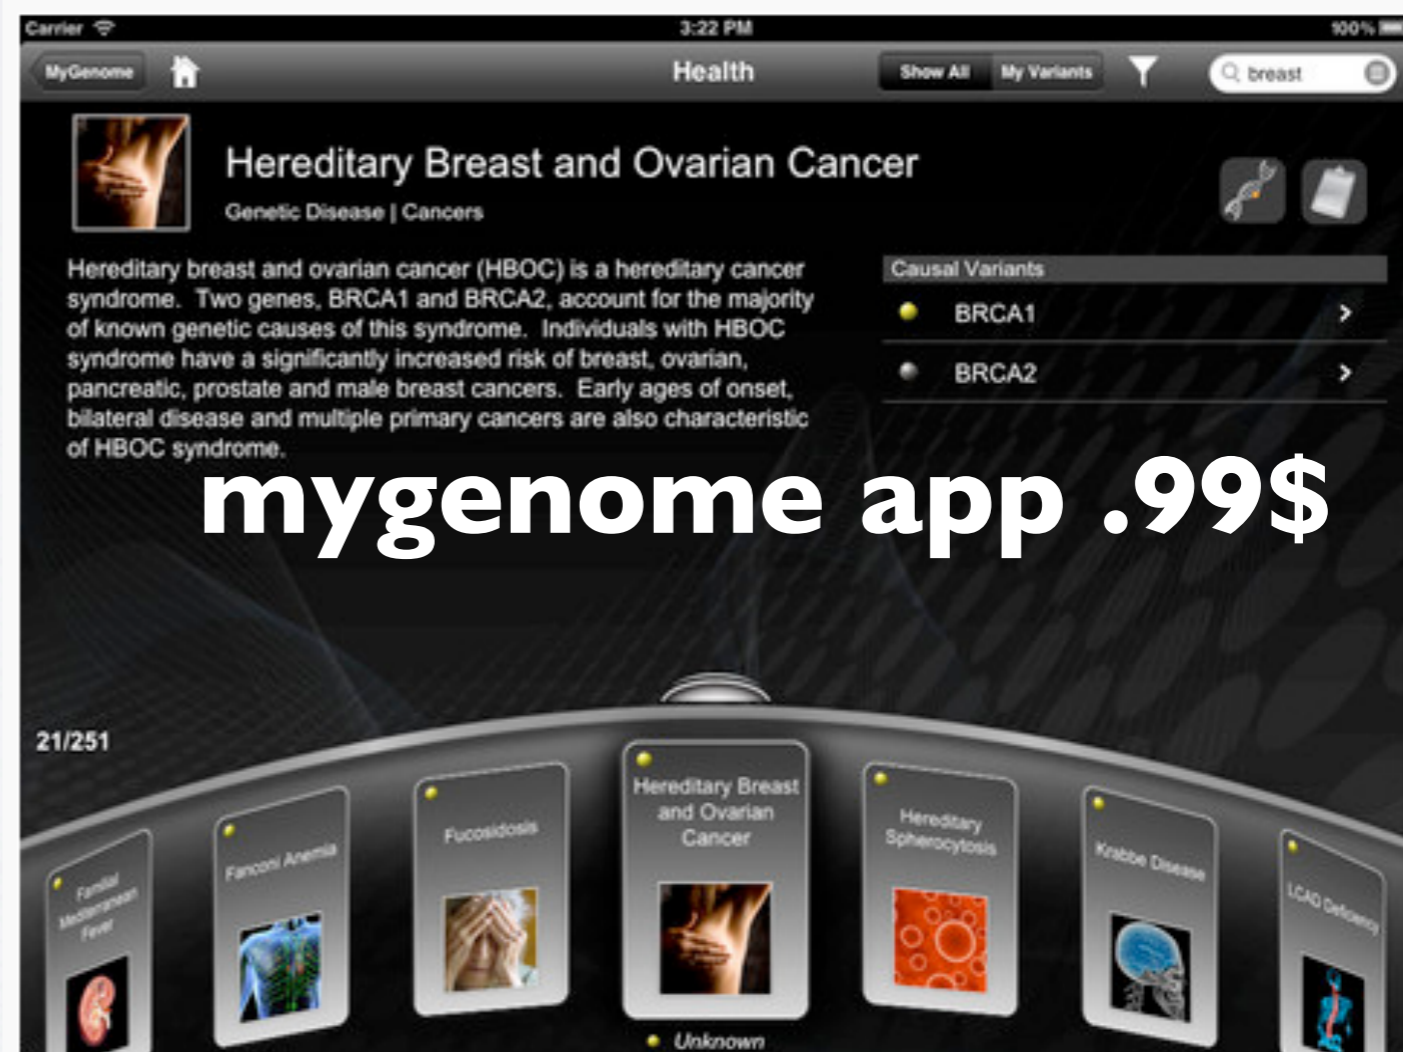 Carrier
3:22 PM
100%
MyGenome
Health
Show All
My Variants
breast
Hereditary Breast and Ovarian Cancer
Genetic Disease | Cancers
Hereditary breast and ovarian cancer (HBOC) is a hereditary cancer
syndrome. Two genes, BRCA1 and BRCA2, account for the majority
of known genetic causes of this syndrome. Individuals with HBOC
syndrome have a significantly increased risk of breast, ovarian,
pancreatic, prostate and male breast cancers. Early ages of onset,
bilateral disease and multiple primary cancers are also characteristic
of HBOC syndrome.
Causal Variants
BRCA1
BRCA2
mygenome app .99$
21/251
Familial
Mediterranean
Fever
Fanconi Anemia
Fucosidosis
Hereditary Breast
and Ovarian
Cancer
Hereditary
Spherocytosis
Krabbe Disease
LCAD Deficiency
Unknown